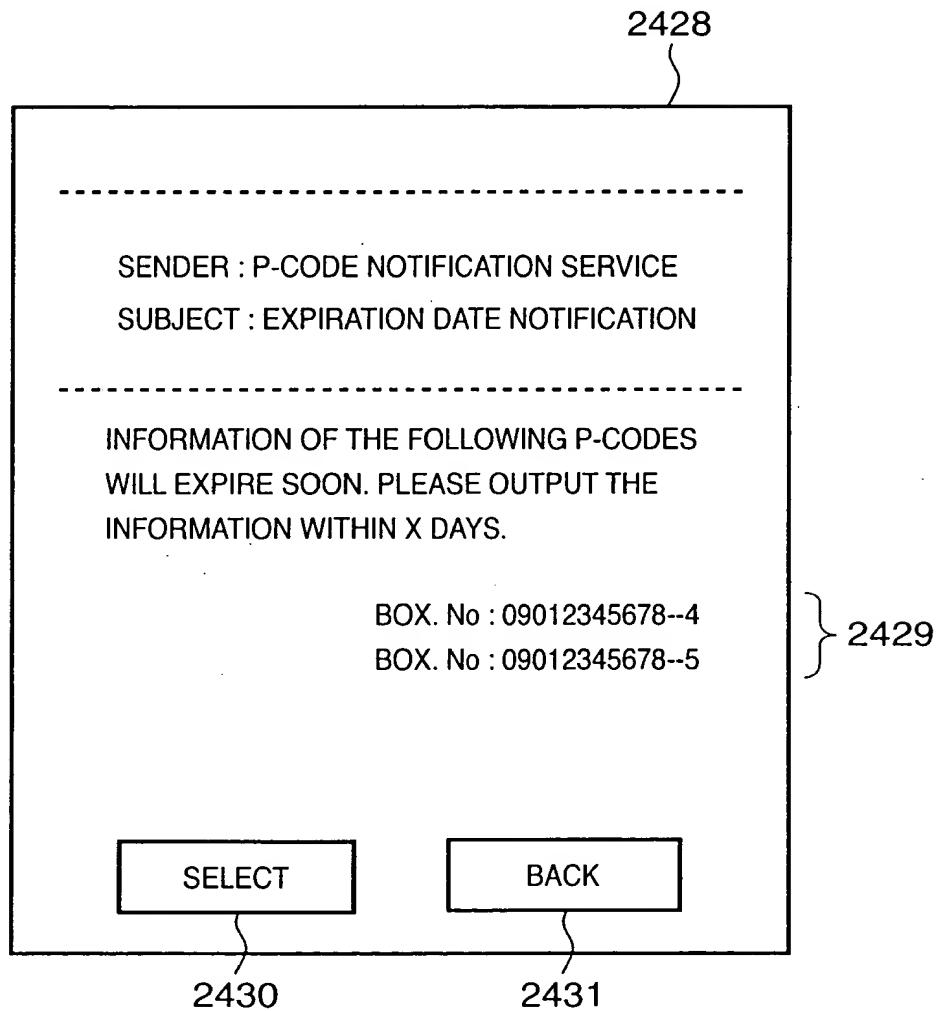 2428
SENDER : P-CODE NOTIFICATION SERVICE
SUBJECT : EXPIRATION DATE NOTIFICATION
INFORMATION OF THE FOLLOWING P-CODES
WILL EXPIRE SOON. PLEASE OUTPUT THE
INFORMATION WITHIN X DAYS.
BOX. No : 09012345678--4
BOX. No : 09012345678--5
2429
SELECT
BACK
2430
2431